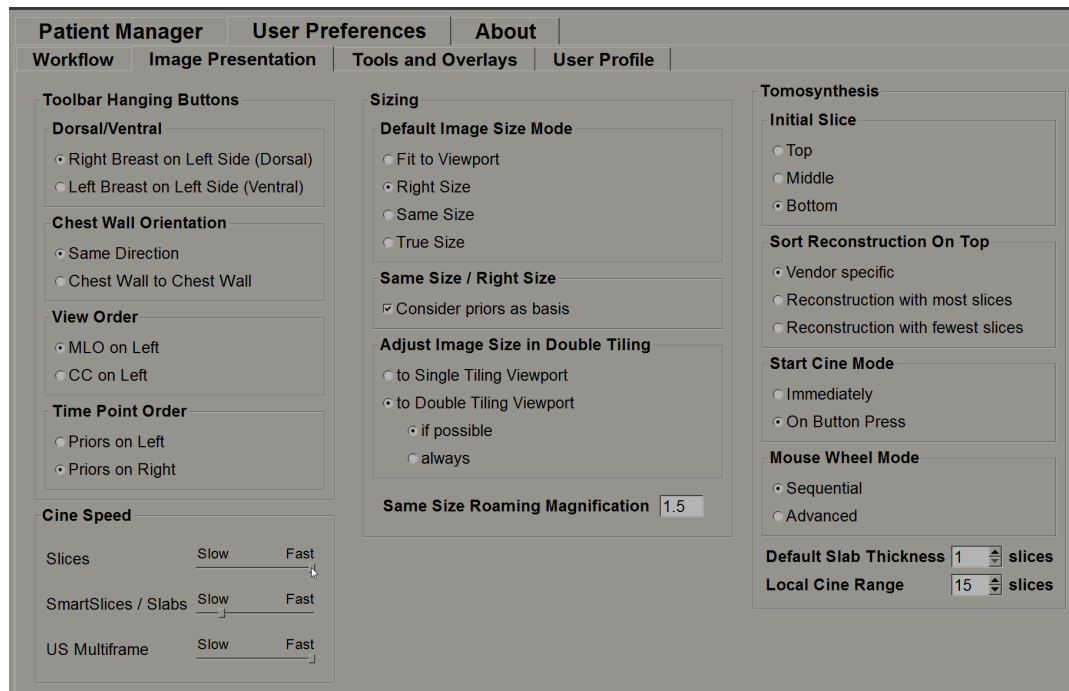 Patient Manager User Preferences About
Workflow Image Presentation Tools and Overlays User Profile
Toolbar Hanging Buttons
Dorsal/Ventral
Right Breast on Left Side (Dorsal)
Left Breast on Left Side (Ventral)
Chest Wall Orientation
Same Direction
Chest Wall to Chest Wall
View Order
MLO on Left
CC on Left
Time Point Order
Priors on Left
Priors on Right
Cine Speed
Slices Slow Fast
SmartSlices / Slabs Slow Fast
US Multiframe Slow Fast
Sizing
Default Image Size Mode
Fit to Viewport
Right Size
Same Size
True Size
Same Size / Right Size
Consider priors as basis
Adjust Image Size in Double Tiling
to Single Tiling Viewport
to Double Tiling Viewport
if possible
always
Same Size Roaming Magnification 1.5
Tomosynthesis
Initial Slice
Top
Middle
Bottom
Sort Reconstruction On Top
Vendor specific
Reconstruction with most slices
Reconstruction with fewest slices
Start Cine Mode
Immediately
On Button Press
Mouse Wheel Mode
Sequential
Advanced
Default Slab Thickness 1 slices
Local Cine Range 15 slices